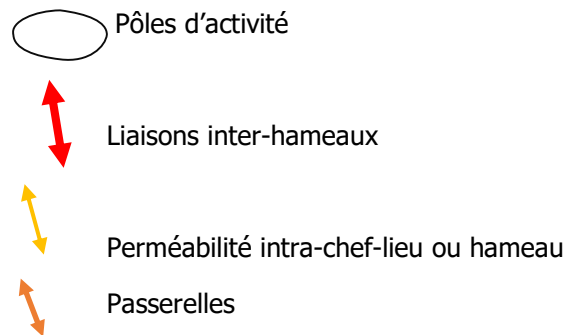 Pôles d’activité
Liaisons inter-hameaux
Perméabilité intra-chef-lieu ou hameau
Passerelles